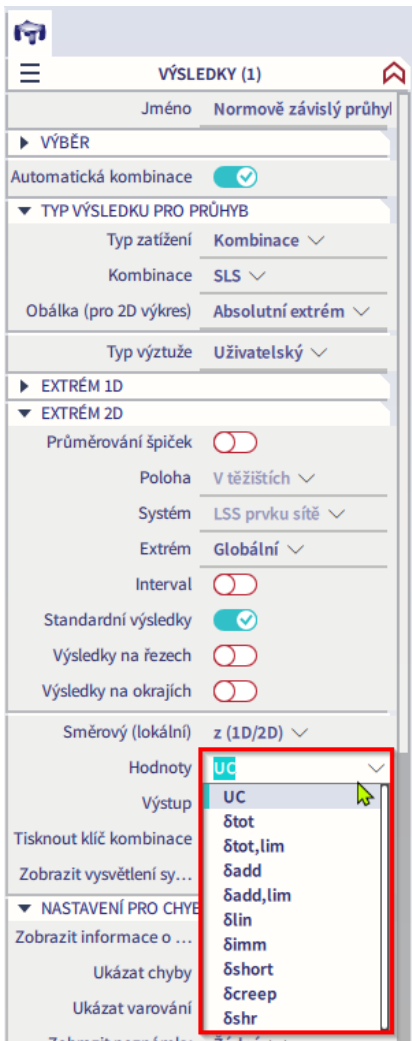 VÝSLEDKY (1)
Jméno Normově závislý průhyl
VÝBĚR
Automatická kombinace
TYP VÝSLEDKU PRO PRŮHYB
Typ zatížení Kombinace
Kombinace SLS
Obálka (pro 2D výkres) Absolutní extrém
Typ výztuže Uživatelský
EXTRÉM 1D
EXTRÉM 2D
Průměrování špiček
Poloha V těžištích
Systém LSS prvku sítě
Extrém Globální
Interval
Standardní výsledky
Výsledky na řezech
Výsledky na okrajích
Směrový (lokální) z (1D/2D)
Hodnoty UC
Výstup
Tisknout klíč kombinace
Zobrazit vysvětlení sy...
NASTAVENÍ PRO CHYB
Zobrazit informace o ...
Ukázat chyby
Ukázat varování
UC
δtot
δtot,lim
δadd
δadd,lim
δlin
δimm
δshort
δcreep
δshr